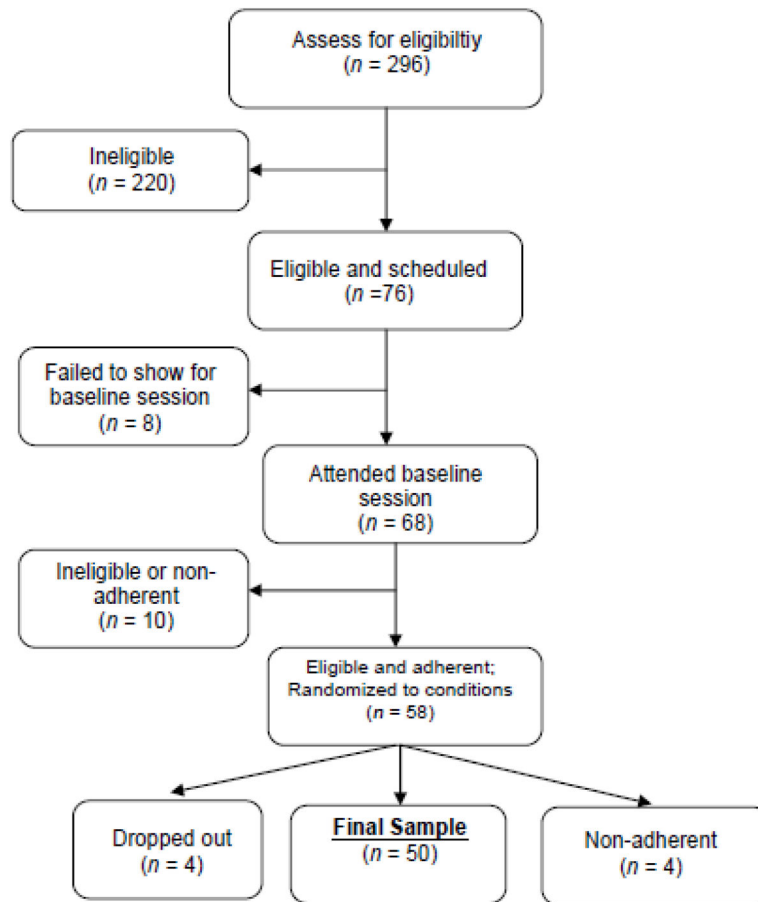 Assess for eligibiltiy
(n = 296)
Ineligible
(n = 220)
Eligible and scheduled
(n =76)
Failed to show for
baseline session
(n = 8)
Attended baseline
session
(n = 68)
Ineligible or non-
adherent
(n = 10)
Eligible and adherent;
Randomized to conditions
(n = 58)
Dropped out
(n = 4)
Final Sample
(n = 50)
Non-adherent
(n = 4)